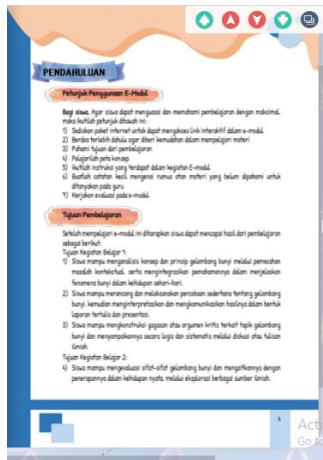 PENDAHULUAN
Petunjuk Penggunaan E-Modul
Bagi siswa, Agar siswa dapat menguasai dan memahami pembelajaran dengan maksimal,
maka ikutilah petunjuk dibawah ini:
1) Sediakan paket internet untuk dapat mengakses link interaktif dalam e-modul
2) Berdoa terlebih dahulu agar diberi kemudahan dalam mempelajari materi
3) Pahami tujuan dari pembelajaran
4) Pelajarilah peta konsep
5) Ikutilah instruksi yang terdapat dalam kegiatan E-modul
6) Buatlah catatan kecil mengenai rumus atau materi yang belum dipahami untuk
ditanyakan pada guru
7) Kerjakan evaluasi pada e-modul
Tujuan Pembelajaran
Setelah mempelajari e-modul ini diharapkan siswa dapat mencapai hasil dari pembelajaran
sebagai berikut:
Tujuan Kegiatan Belajar 1:
1) Siswa mampu menganalisis konsep dan prinsip gelombang bunyi melalui pemecahan
masalah kontekstual, serta mengintegrasikan pemahamannya dalam menjelaskan
fenomena bunyi dalam kehidupan sehari-hari.
2) Siswa mampu merancang dan melaksanakan percobaan sederhana tentang gelombang
bunyi, kemudian menginterpretasikan dan mengkomunikasikan hasilnya dalam bentuk
laporan tertulis dan presentasi.
3) Siswa mampu mengkonstruksi gagasan atau argumen kritis terkait topik gelombang
bunyi dan menyampaikannya secara logis dan sistematis melalui diskusi atau tulisan
ilmiah.
Tujuan Kegiatan Belajar 2:
4) Siswa mampu mengevaluasi sifat-sifat gelombang bunyi dan mengaitkannya dengan
penerapannya dalam kehidupan nyata, melalui eksplorasi berbagai sumber ilmiah.
1
Act
Go to